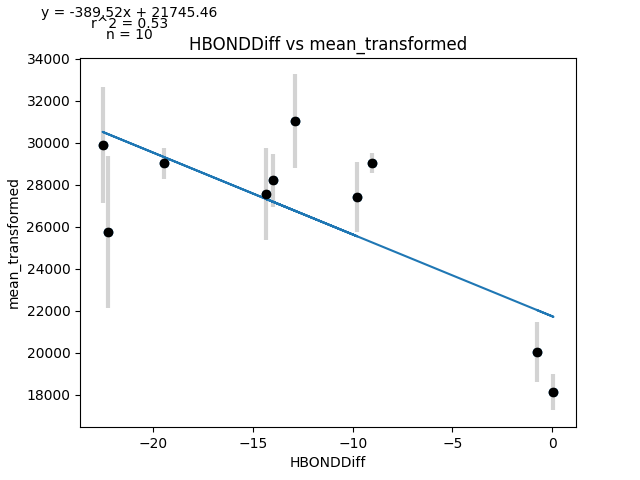 y = -389.52x + 21745.46
r^2 = 0.53
n = 10
HBONDDiff vs mean_transformed
34000
32000
30000
28000
26000
24000
22000
20000
18000
mean_transformed
−20
−15
−10
−5
0
HBONDDiff